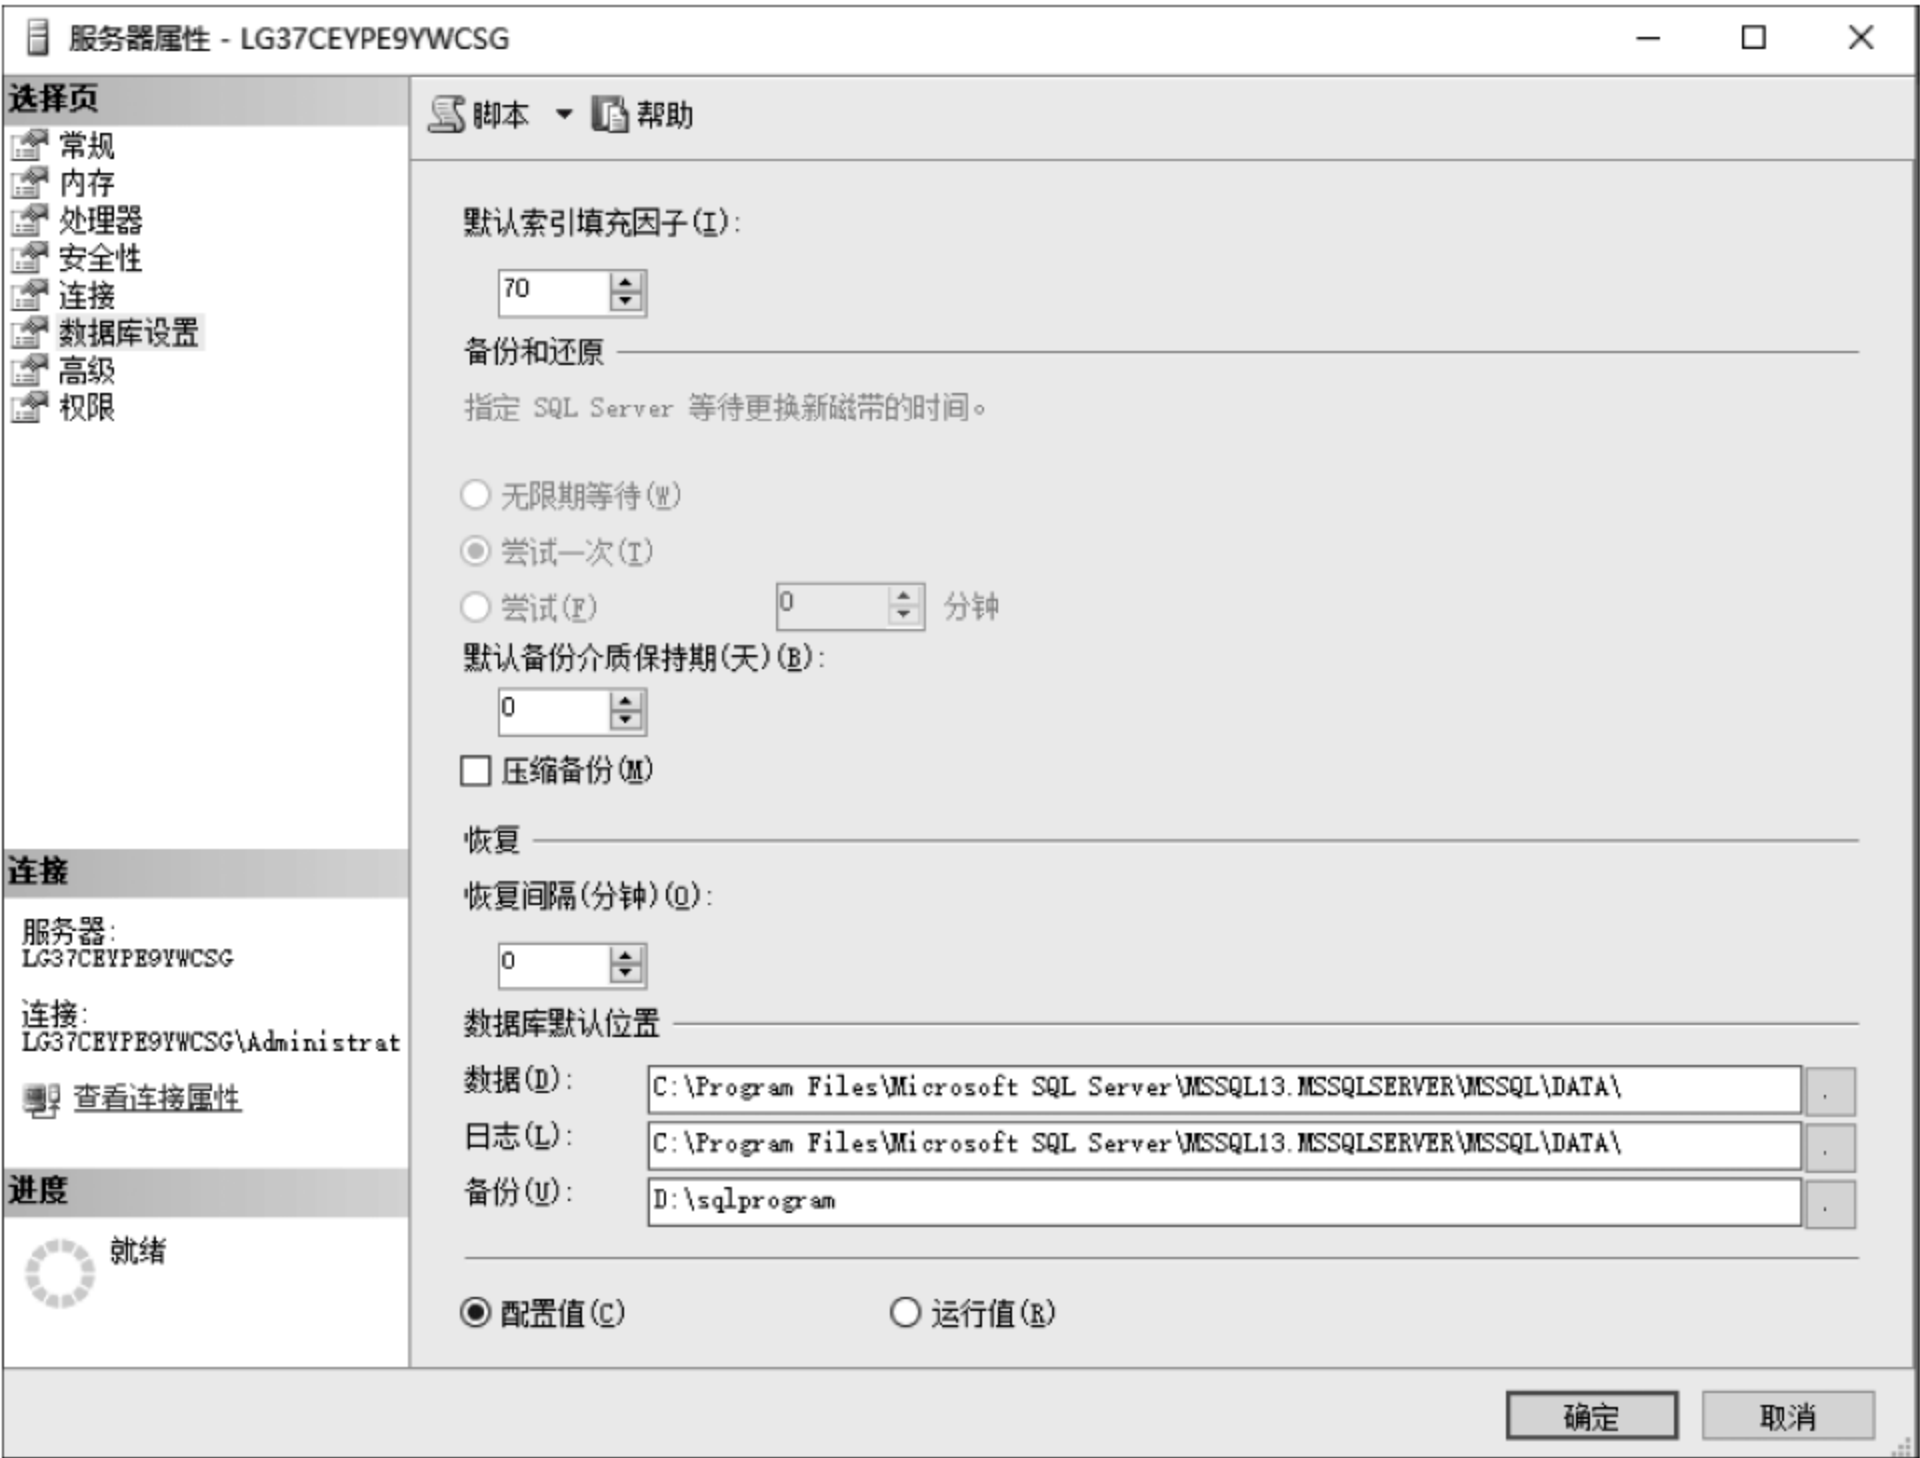 服务器属性 - LG37CEYPE9YWCSG
选择页
常规
内存
处理器
安全性
连接
数据库设置
高级
权限
连接
服务器:
LG37CEYPE9YWCSG
连接:
LG37CEYPE9YWCSG\Administrat
查看连接属性
进度
就绪
脚本 帮助
默认索引填充因子(I):
70
备份和还原
指定 SQL Server 等待更换新磁带的时间。
无限期等待(W)
尝试一次(T)
尝试(F) 0 分钟
默认备份介质保持期(天)(B):
0
压缩备份(M)
恢复
恢复间隔(分钟)(O):
0
数据库默认位置
数据(D): C:\Program Files\Microsoft SQL Server\MSSQL13.MSSQLSERVER\MSSQL\DATA\ .
日志(L): C:\Program Files\Microsoft SQL Server\MSSQL13.MSSQLSERVER\MSSQL\DATA\ .
备份(U): D:\sqlprogram .
配置值(C) 运行值(R)
确定 取消